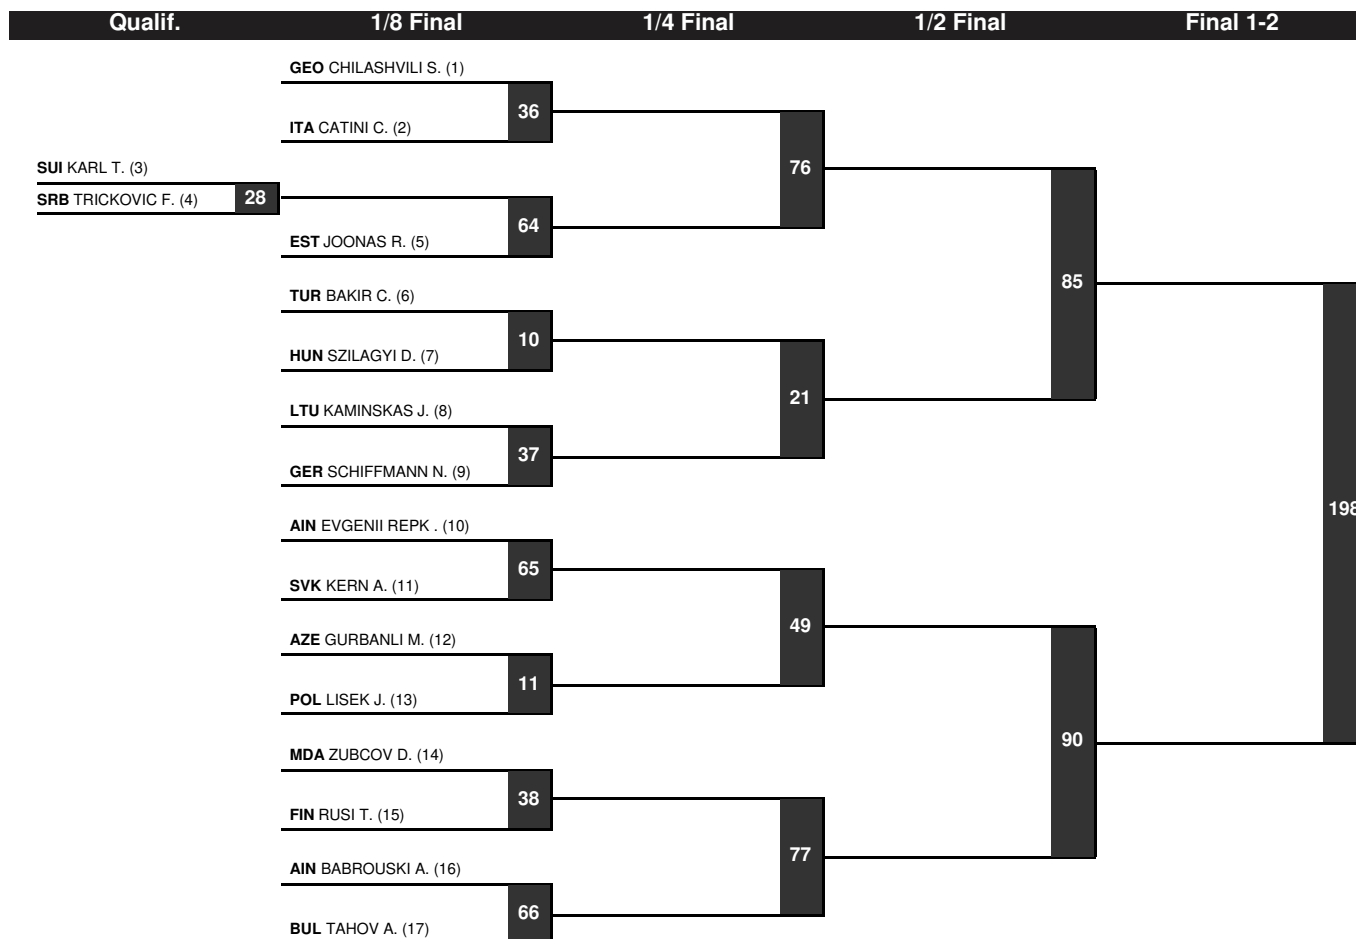 Qualif. 1/8 Final 1/4 Final 1/2 Final Final 1-2
GEO CHILASHVILI S. (1)
36
ITA CATINI C. (2)
SUI KARL T. (3)
76
SRB TRICKOVIC F. (4) 28
64
EST JOONAS R. (5)
85
TUR BAKIR C. (6)
10
HUN SZILAGYI D. (7)
21
LTU KAMINSKAS J. (8)
37
GER SCHIFFMANN N. (9)
198
AIN EVGENII REPK . (10)
65
SVK KERN A. (11)
49
AZE GURBANLI M. (12)
11
POL LISEK J. (13)
90
MDA ZUBCOV D. (14)
38
FIN RUSI T. (15)
77
AIN BABROUSKI A. (16)
66
BUL TAHOV A. (17)